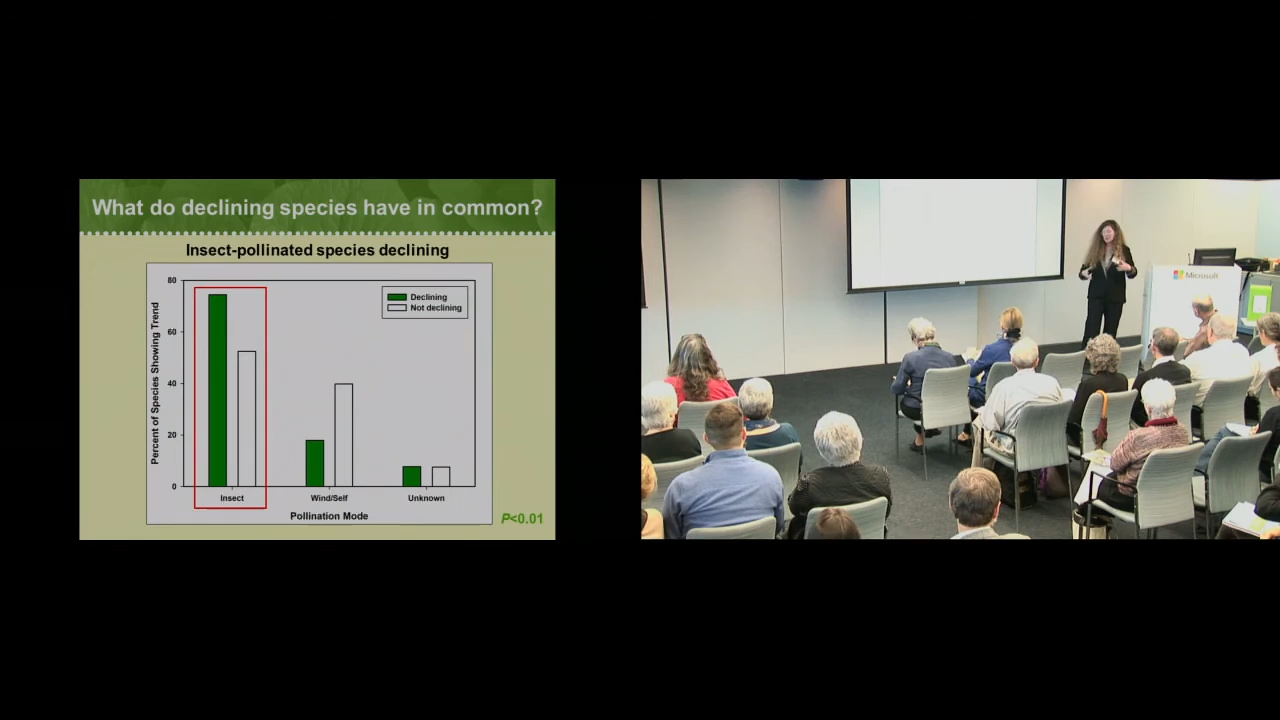 What do declining species have in common?
Insect-pollinated species declining
Percent of Species Showing Trend
80
60
40
20
0
Declining
Not declining
Insect
Wind/Self
Unknown
Pollination Mode
P<0.01
Microsoft